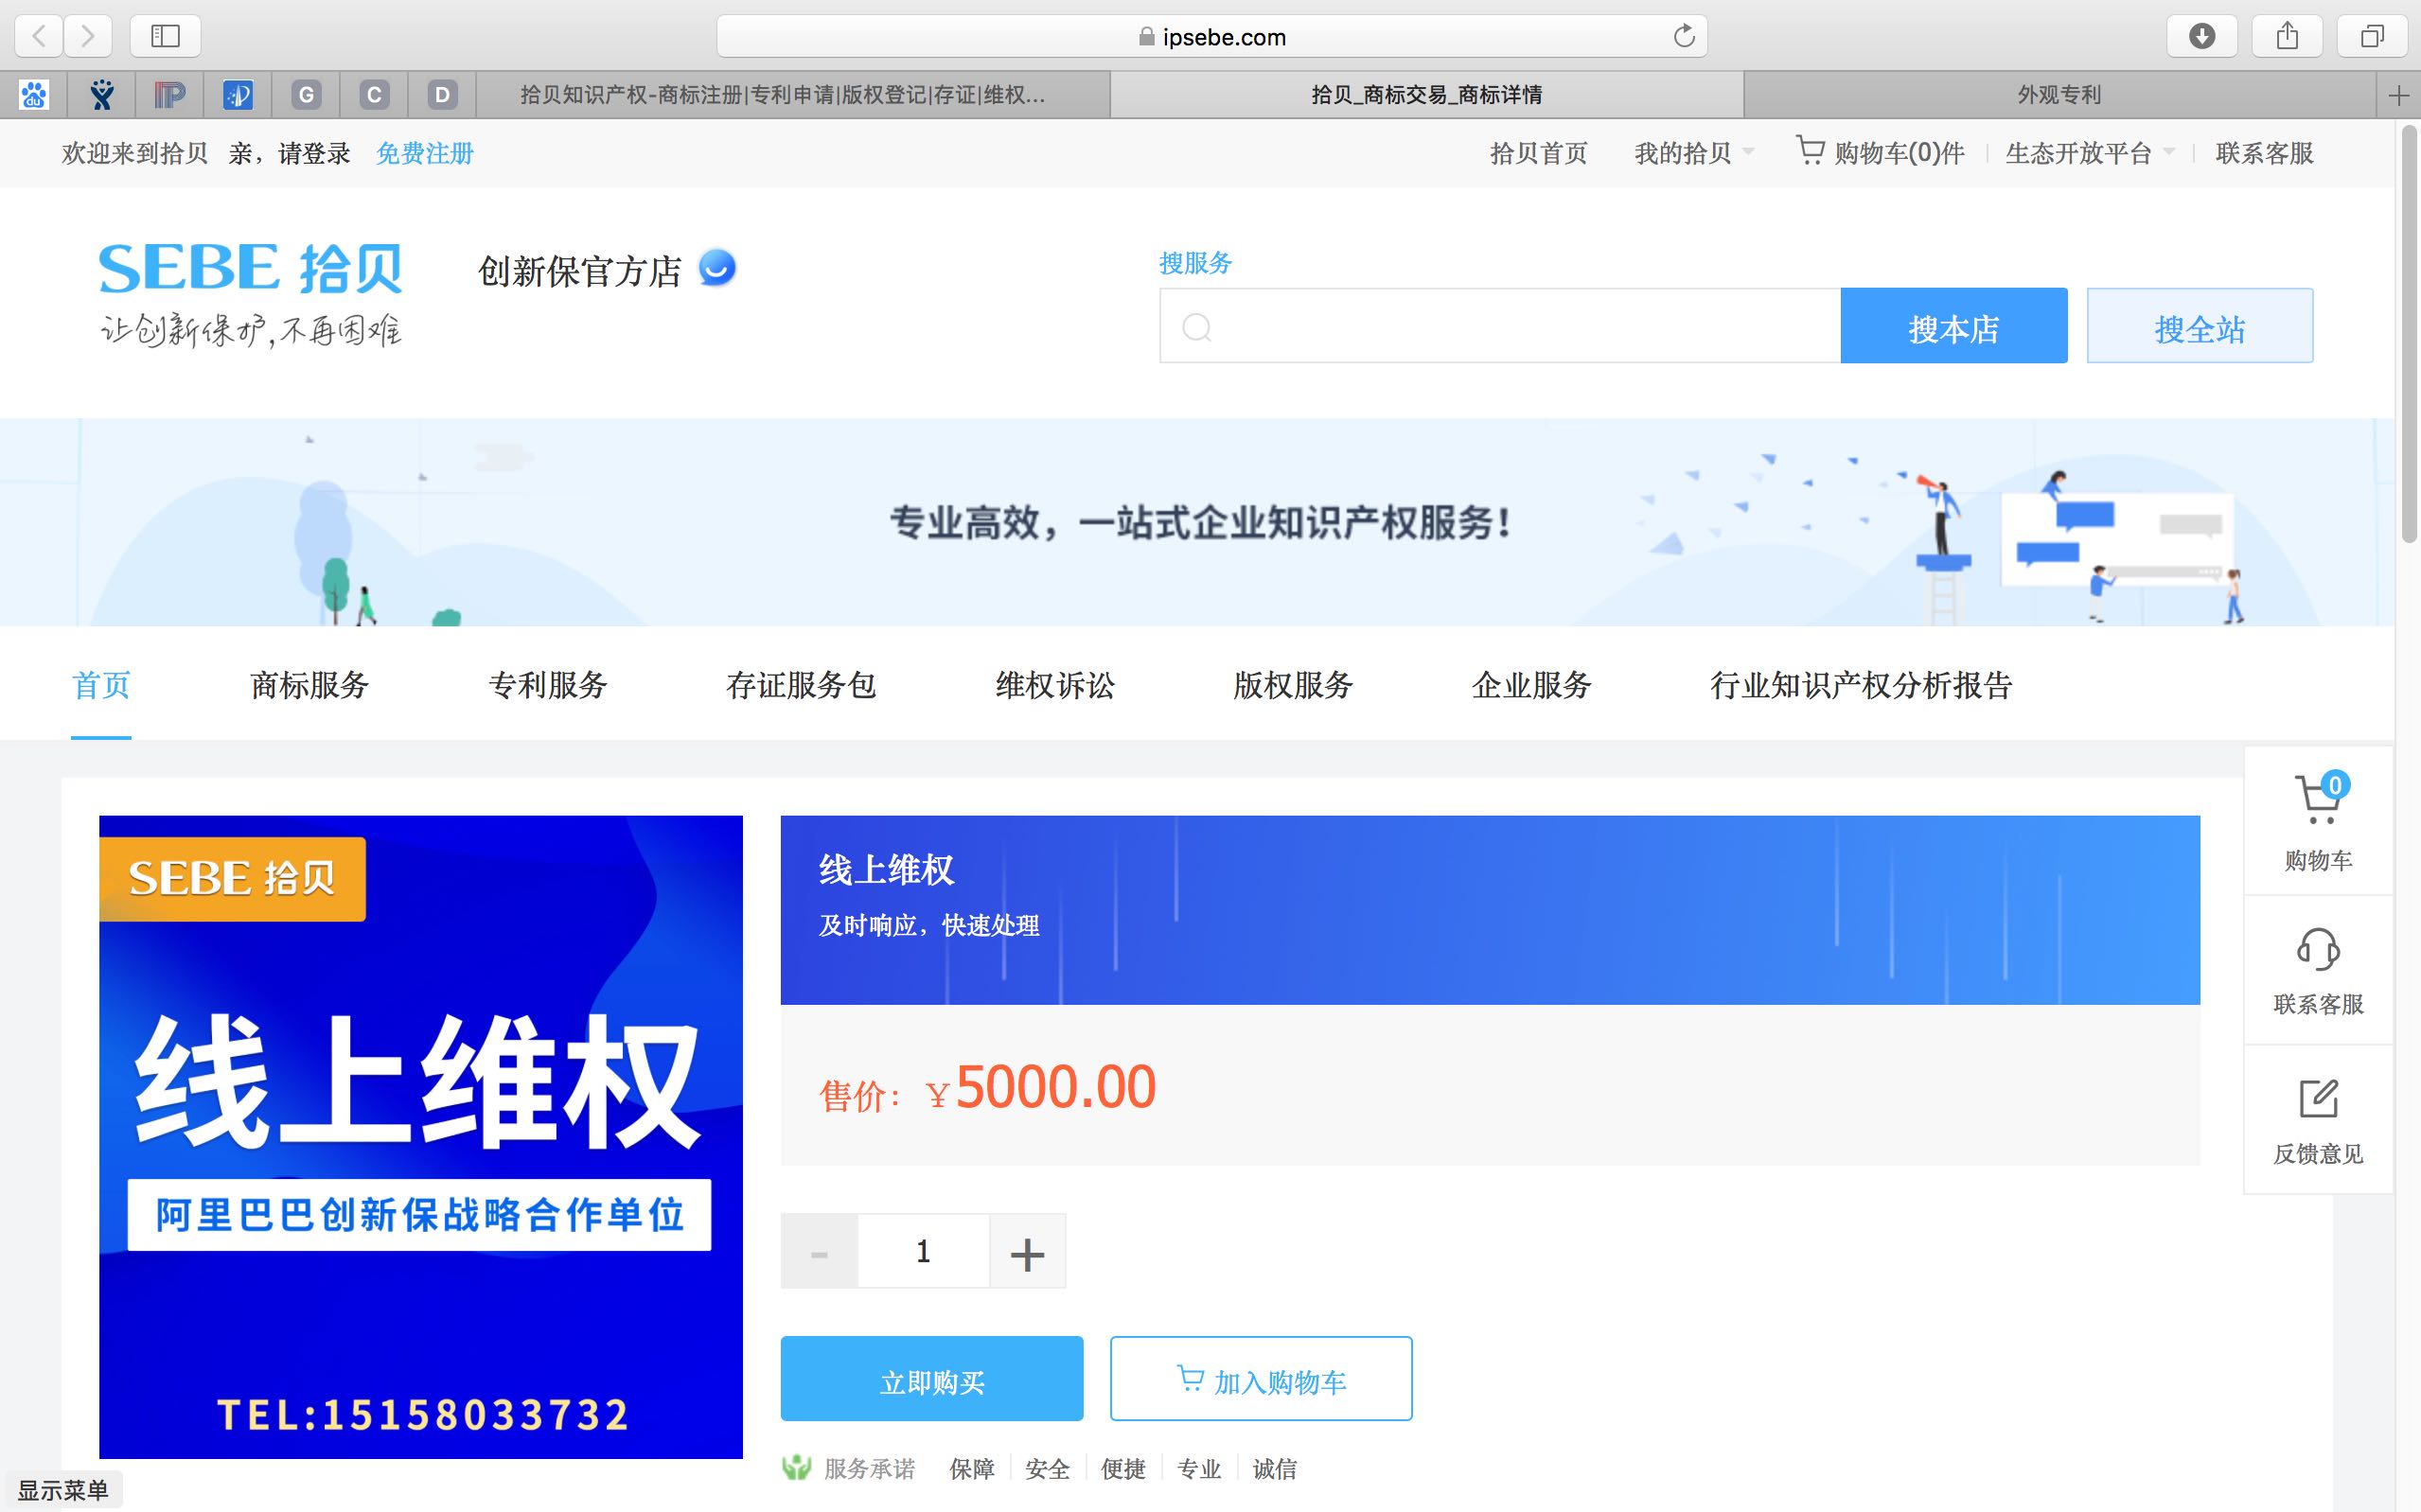 ipsebe.com
G
C
D
拾贝知识产权-商标注册|专利申请|版权登记|存证|维权...
拾贝_商标交易_商标详情
外观专利
欢迎来到拾贝 亲，请登录 免费注册
拾贝首页 我的拾贝 购物车(0)件 生态开放平台 联系客服
SEBE 拾贝
让创新保护,不再困难
创新保官方店
搜服务
搜本店
搜全站
专业高效，一站式企业知识产权服务！
首页 商标服务 专利服务 存证服务包 维权诉讼 版权服务 企业服务 行业知识产权分析报告
SEBE 拾贝
线上维权
阿里巴巴创新保战略合作单位
TEL:15158033732
线上维权
及时响应，快速处理
售价：￥5000.00
- 1 +
立即购买
加入购物车
服务承诺 保障 安全 便捷 专业 诚信
0
购物车
联系客服
反馈意见
显示菜单